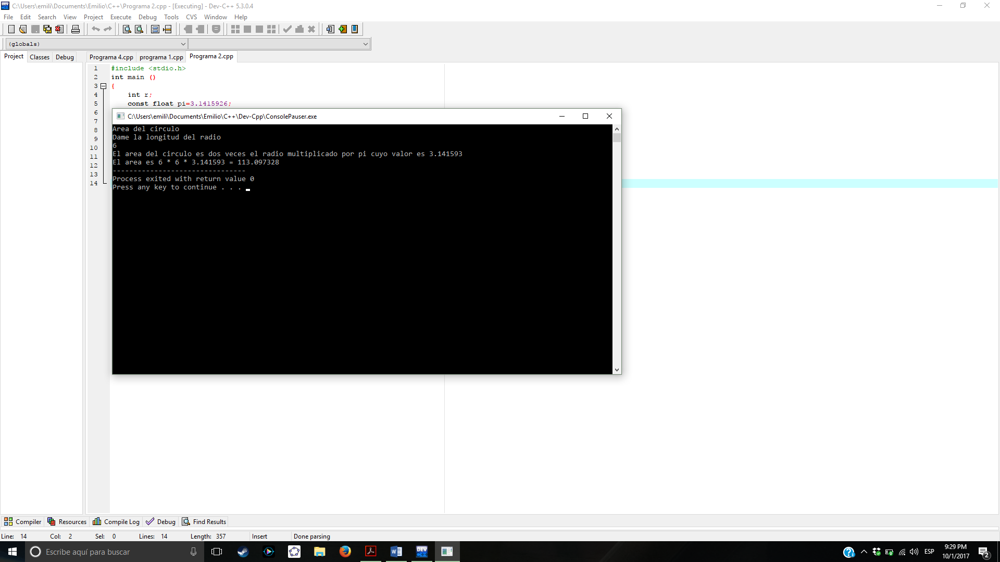 C:\Users\emili\Documents\Emilio\C++\Programa 2.cpp - [Executing] - Dev-C++ 5.3.0.4
File Edit Search View Project Execute Debug Tools CVS Window Help
(globals)
Project Classes Debug
Programa 4.cpp programa 1.cpp Programa 2.cpp
1 #include <stdio.h>
2 int main ()
3 {
4 int r;
5 const float pi=3.1415926;
6
7
8
9
10
11
12
13
14
C:\Users\emili\Documents\Emilio\C++\Dev-Cpp\ConsolePauser.exe
Area del circulo
Dame la longitud del radio
6
El area del circulo es dos veces el radio multiplicado por pi cuyo valor es 3.141593
El area es 6 * 6 * 3.141593 = 113.097328
--------------------------------
Process exited with return value 0
Press any key to continue . . .
Compiler Resources Compile Log Debug Find Results
Line: 14 Col: 2 Sel: 0 Lines: 14 Length: 357 Insert Done parsing
Escribe aquí para buscar
DEV
ESP
9:29 PM
10/1/2017
2